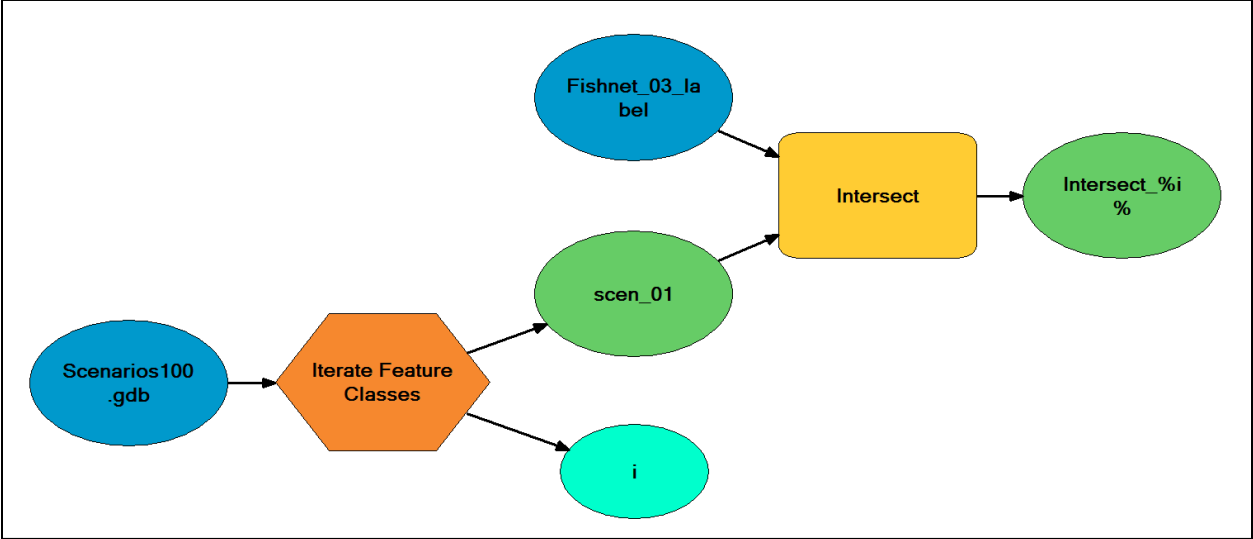 Fishnet_03_la
bel
Intersect
Intersect_%i
%
scen_01
Scenarios100
.gdb
Iterate Feature
Classes
i